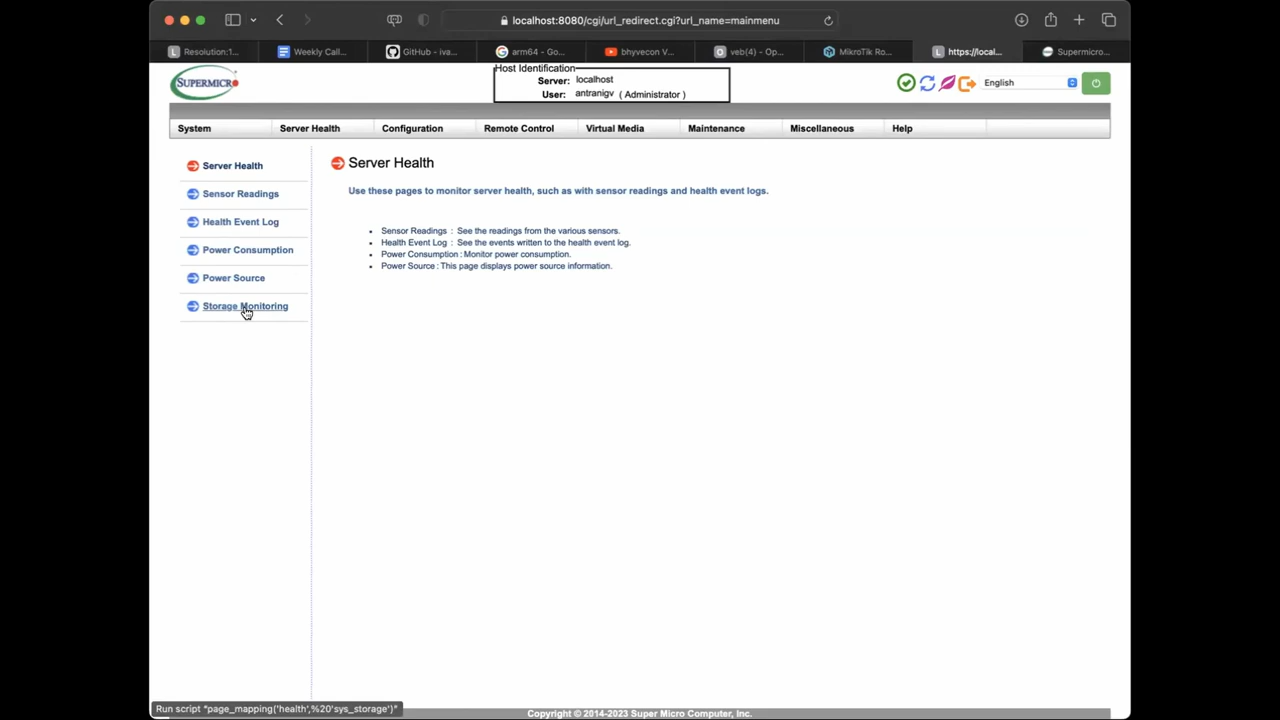 localhost:8080/cgi/url_redirect.cgi?url_name=mainmenu
Resolution:1...
Weekly Call...
GitHub - iva...
arm64 - Go...
bhyvecon V...
veb(4) - Op...
MikroTik Ro...
https://local...
Supermicro...
SUPERMICRO
Host Identification
Server: localhost
User: antranigv ( Administrator )
English
System
Server Health
Configuration
Remote Control
Virtual Media
Maintenance
Miscellaneous
Help
Server Health
Sensor Readings
Health Event Log
Power Consumption
Power Source
Storage Monitoring
Server Health
Use these pages to monitor server health, such as with sensor readings and health event logs.
Sensor Readings : See the readings from the various sensors.
Health Event Log : See the events written to the health event log.
Power Consumption : Monitor power consumption.
Power Source : This page displays power source information.
Run script "page_mapping('health',%20'sys_storage')"
Copyright © 2014-2023 Super Micro Computer, Inc.